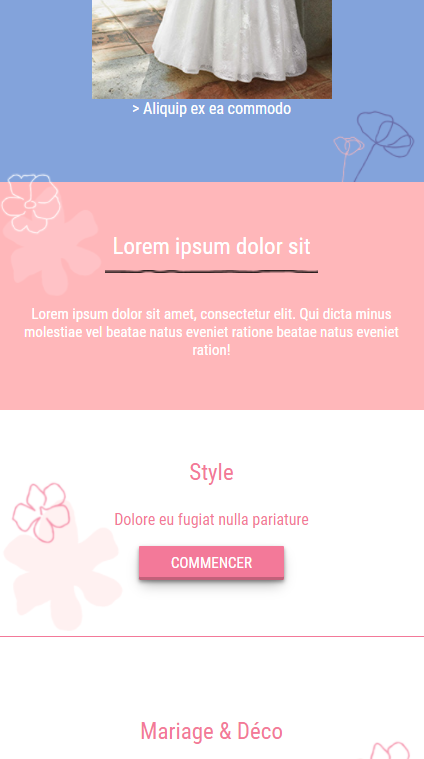 > Aliquip ex ea commodo
Lorem ipsum dolor sit
Lorem ipsum dolor sit amet, consectetur elit. Qui dicta minus
molestiae vel beatae natus eveniet ratione beatae natus eveniet
ration!
Style
Dolore eu fugiat nulla pariature
COMMENCER
Mariage & Déco